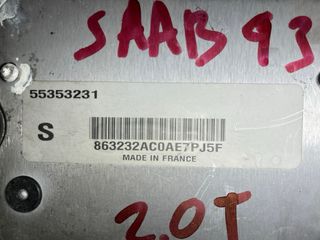 SAAB 93
55353231
S
863232AC0AE7PJ5F
MADE IN FRANCE
2.0T